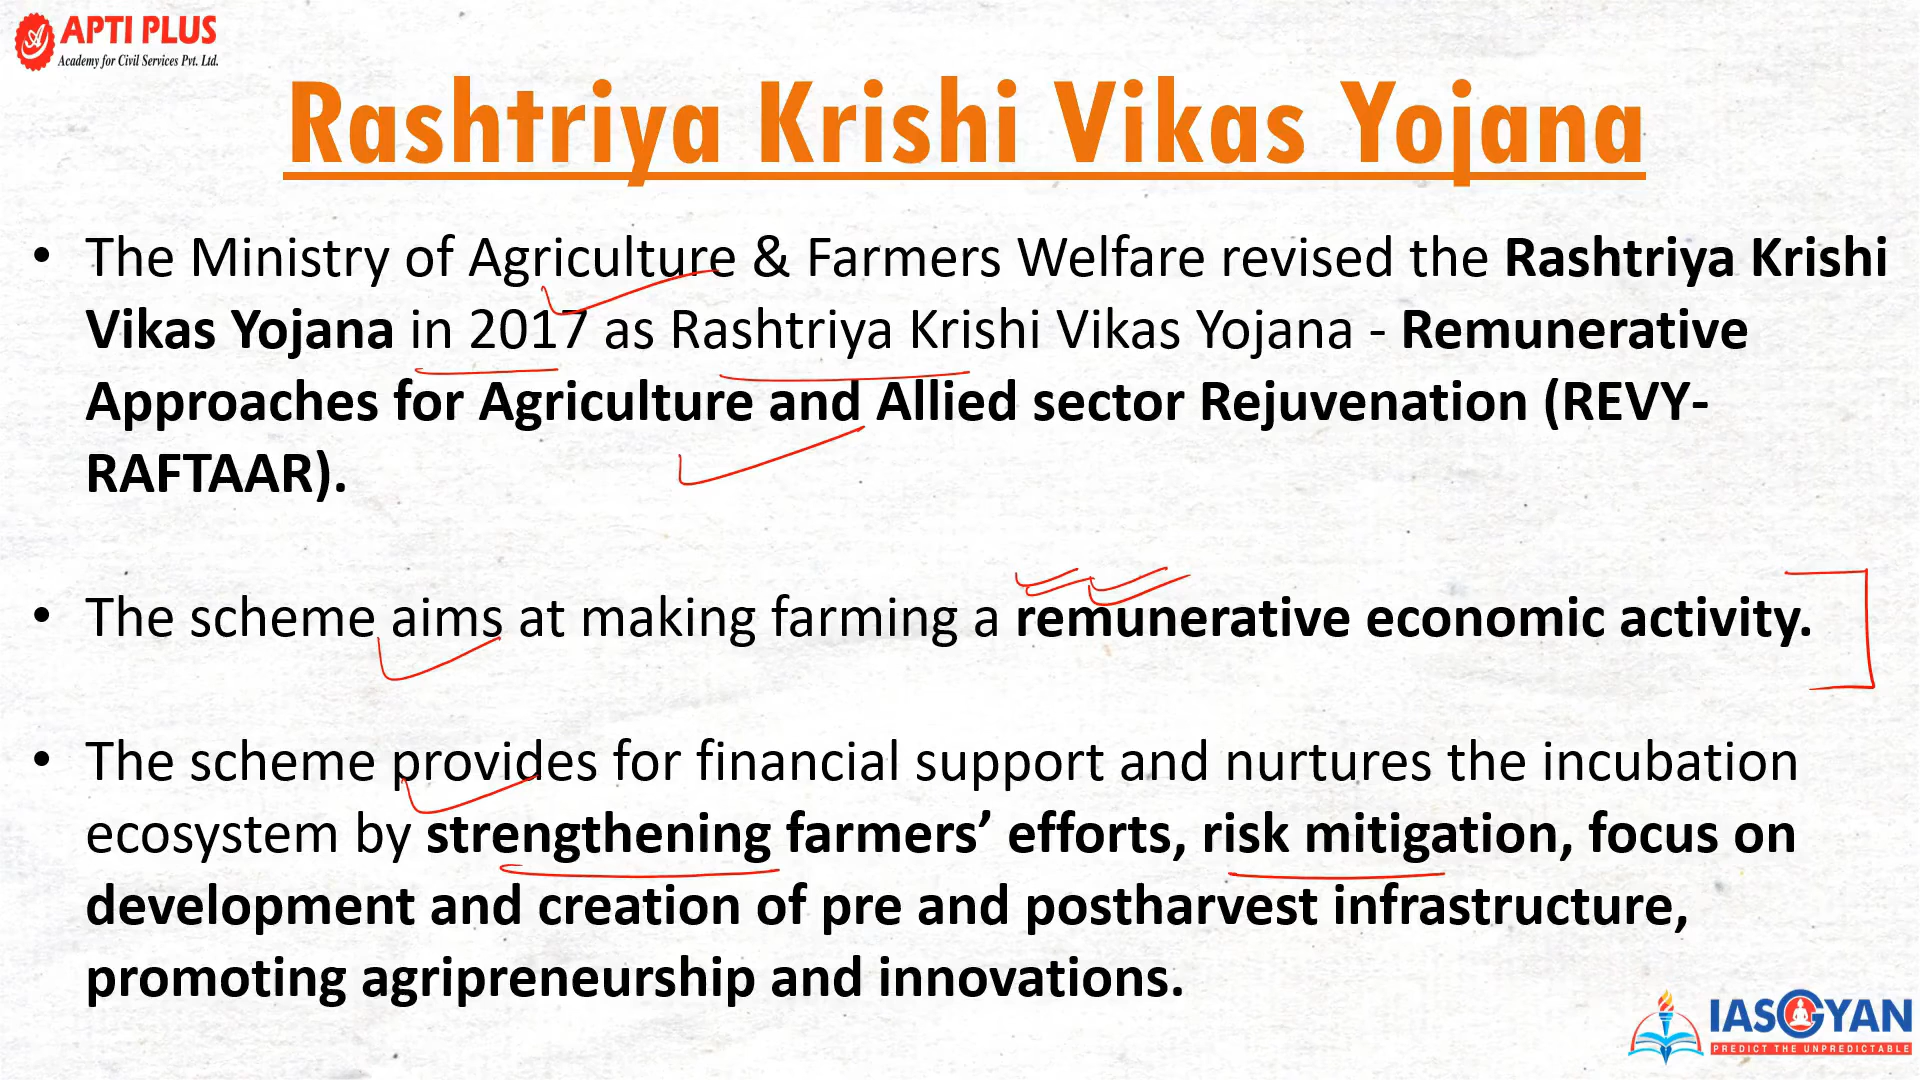 APTI PLUS
Academy for Civil Services Pvt. Ltd.
Rashtriya Krishi Vikas Yojana
• The Ministry of Agriculture & Farmers Welfare revised the Rashtriya Krishi
Vikas Yojana in 2017 as Rashtriya Krishi Vikas Yojana - Remunerative
Approaches for Agriculture and Allied sector Rejuvenation (REVY-
RAFTAAR).
• The scheme aims at making farming a remunerative economic activity.
• The scheme provides for financial support and nurtures the incubation
ecosystem by strengthening farmers’ efforts, risk mitigation, focus on
development and creation of pre and postharvest infrastructure,
promoting agripreneurship and innovations.
IASGYAN
PREDICT THE UNPREDICTABLE